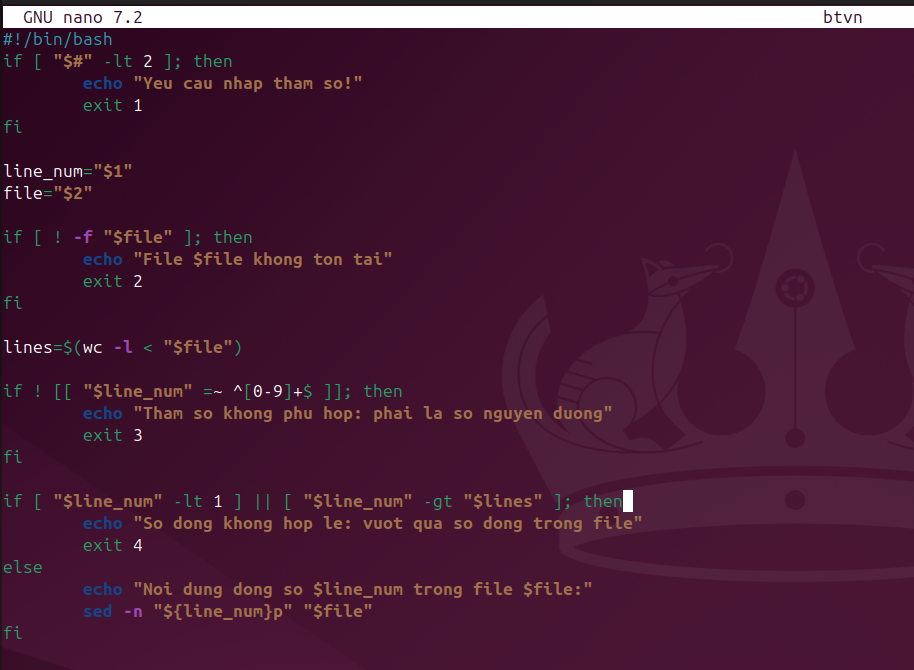 GNU nano 7.2 btvn
#!/bin/bash
if [ "$#" -lt 2 ]; then
        echo "Yeu cau nhap tham so!"
        exit 1
fi

line_num="$1"
file="$2"

if [ ! -f "$file" ]; then
        echo "File $file khong ton tai"
        exit 2
fi

lines=$(wc -l < "$file")

if ! [[ "$line_num" =~ ^[0-9]+$ ]]; then
        echo "Tham so khong phu hop: phai la so nguyen duong"
        exit 3
fi

if [ "$line_num" -lt 1 ] || [ "$line_num" -gt "$lines" ]; then
        echo "So dong khong hop le: vuot qua so dong trong file"
        exit 4
else
        echo "Noi dung dong so $line_num trong file $file:"
        sed -n "${line_num}p" "$file"
fi